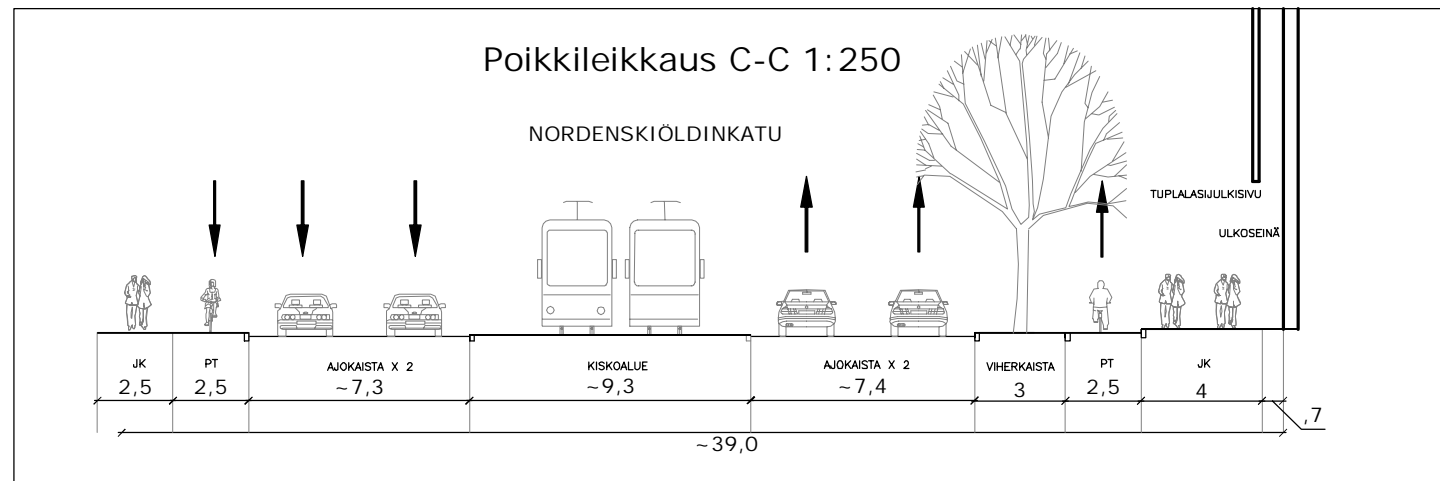 Poikkileikkaus C-C 1:250
NORDENSKIÖLDINKATU
TUPLALASIJULKISIVU
ULKOSEINÄ
JK
2,5
PT
2,5
AJOKAISTA X 2
~7,3
KISKOALUE
~9,3
AJOKAISTA X 2
~7,4
VIHERKAISTA
3
PT
2,5
JK
4
,7
~39,0